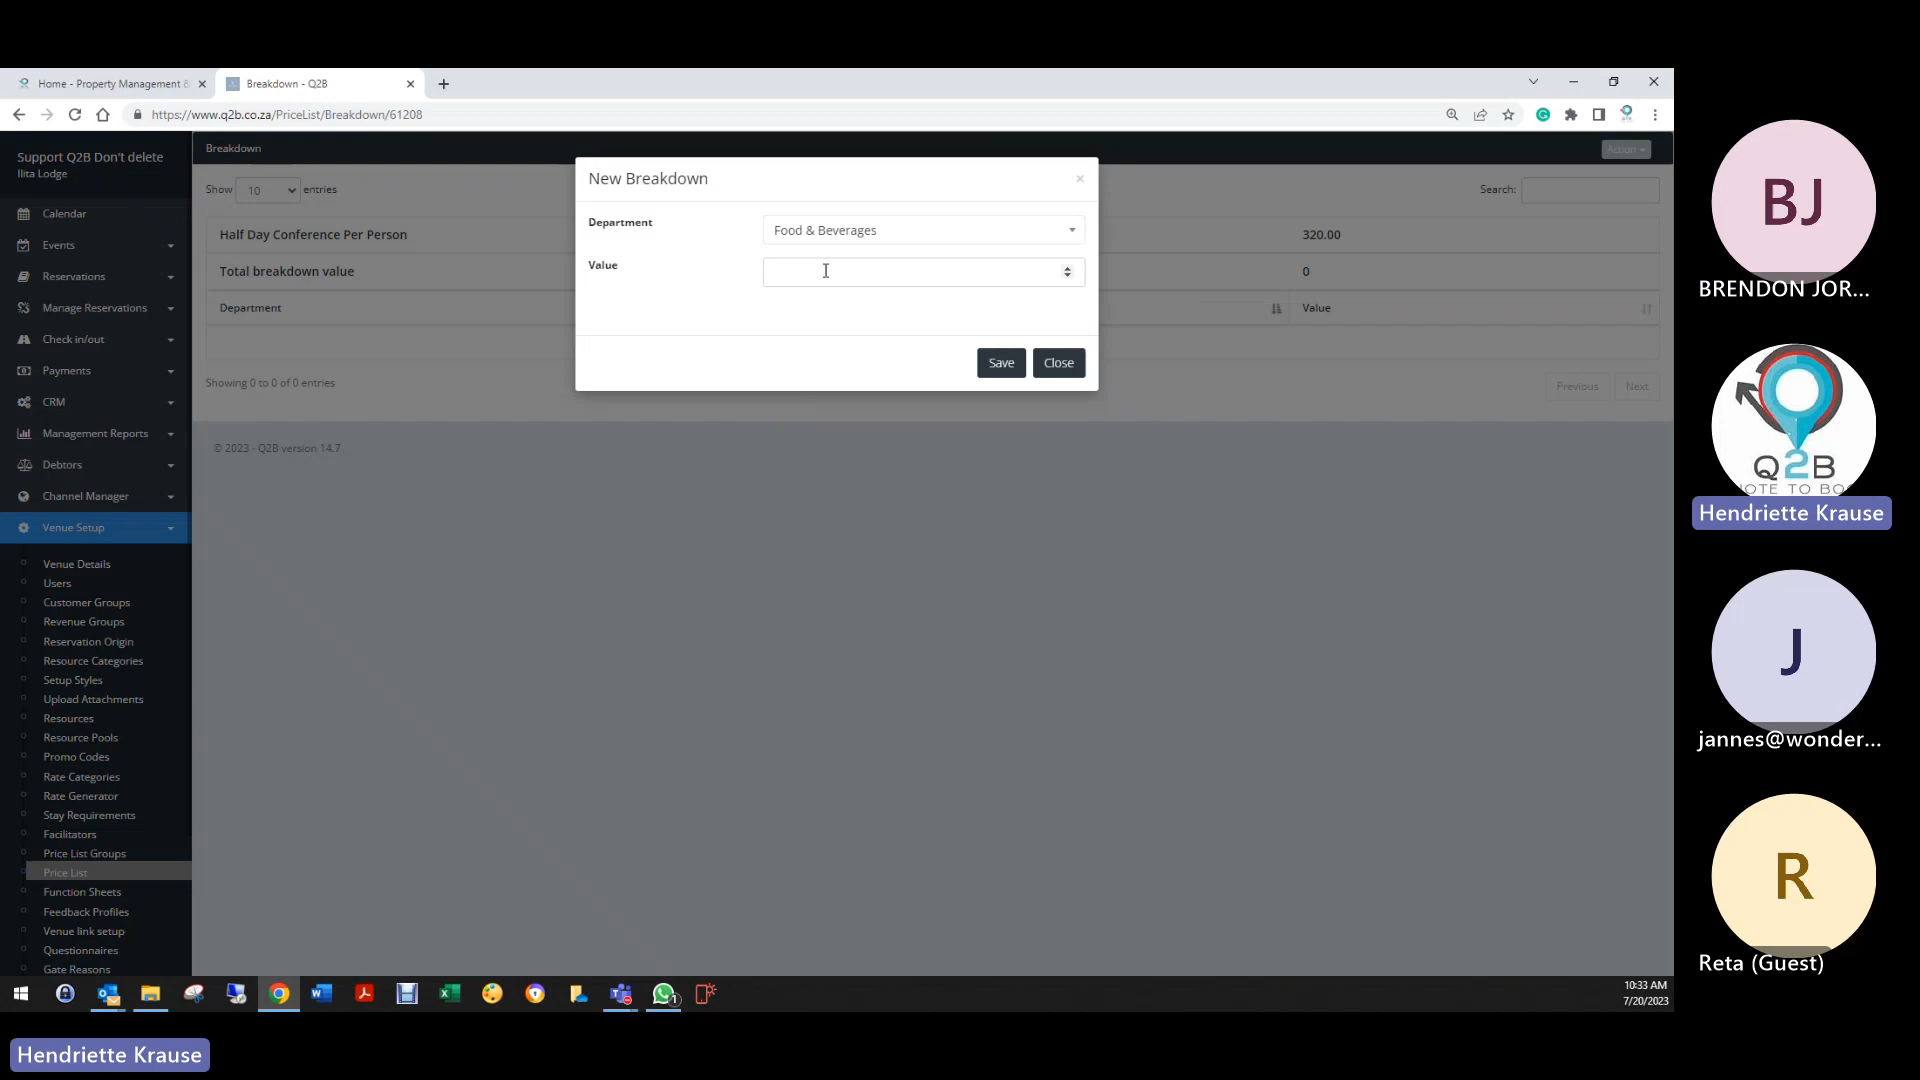 Home - Property Management &
Breakdown - Q2B
https://www.q2b.co.za/PriceList/Breakdown/61208
Support Q2B Don't delete
Ilita Lodge
Calendar
Events
Reservations
Manage Reservations
Check in/out
Payments
CRM
Management Reports
Debtors
Channel Manager
Venue Setup
Venue Details
Users
Customer Groups
Revenue Groups
Reservation Origin
Resource Categories
Setup Styles
Upload Attachments
Resources
Resource Pools
Promo Codes
Rate Categories
Rate Generator
Stay Requirements
Facilitators
Price List Groups
Price List
Function Sheets
Feedback Profiles
Venue link setup
Questionnaires
Gate Reasons
Breakdown
Action
Show 10 entries
Search:
Half Day Conference Per Person 320.00
Total breakdown value 0
Department Value
Showing 0 to 0 of 0 entries
Previous Next
© 2023 - Q2B version 14.7
New Breakdown ×
Department Food & Beverages
Value
Save Close
10:33 AM
7/20/2023
BJ
BRENDON JOR...
Q2B
Hendriette Krause
J
jannes@wonder...
R
Reta (Guest)
Hendriette Krause